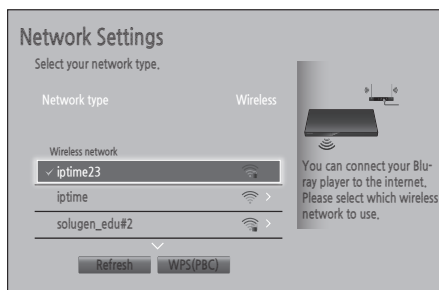 Network Settings
Select your network type.
Network type Wireless
Wireless network
iptime23
iptime
solugen_edu#2
Refresh WPS(PBC)
You can connect your Blu-
ray player to the internet.
Please select which wireless
network to use.